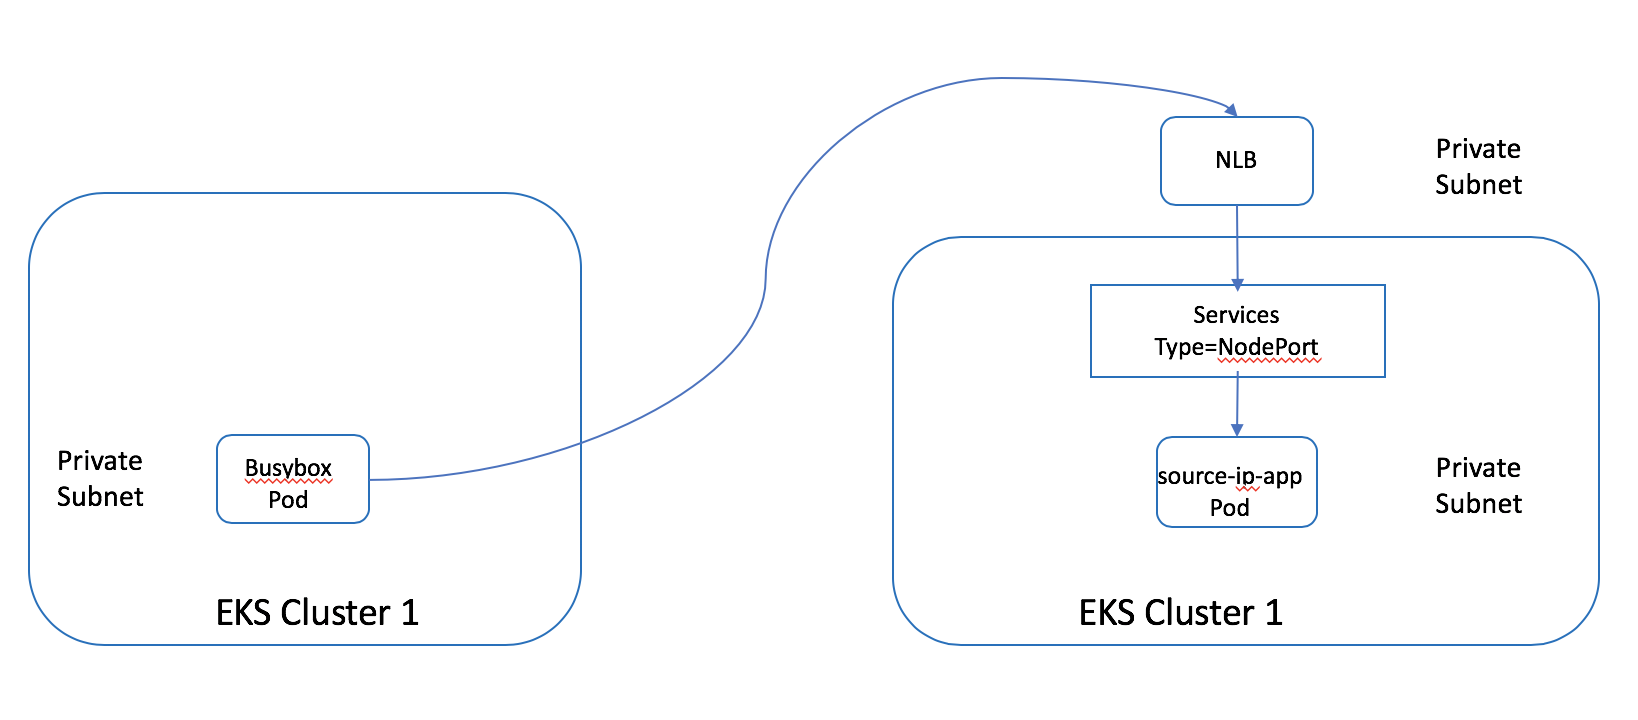 NLB
Private
Subnet
Services
Type=NodePort
Private
Subnet
Busybox
Pod
source-ip-app
Pod
Private
Subnet
EKS Cluster 1
EKS Cluster 1